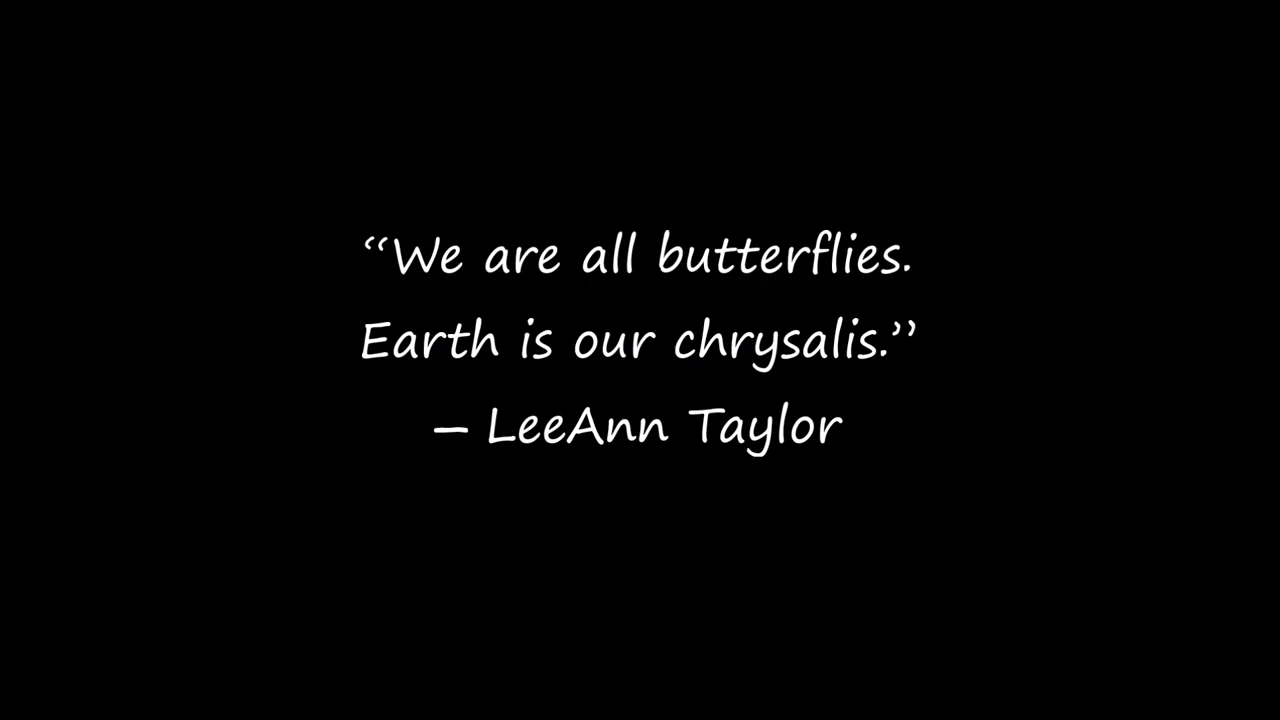 “We are all butterflies.
Earth is our chrysalis.”
— LeeAnn Taylor